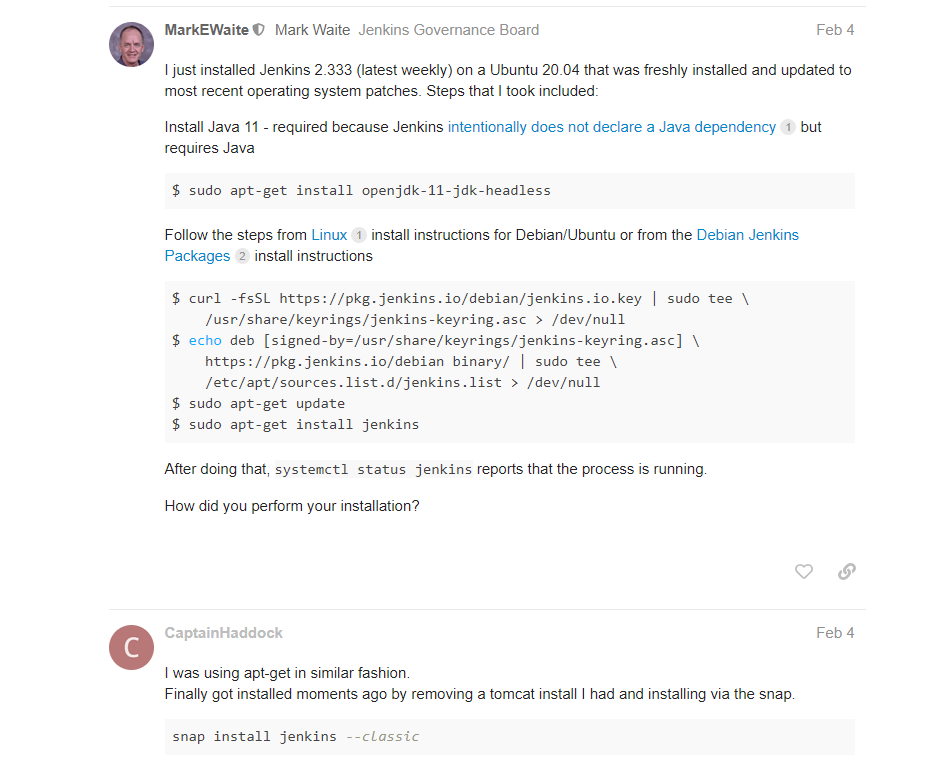 MarkEWaite Mark Waite Jenkins Governance Board Feb 4
I just installed Jenkins 2.333 (latest weekly) on a Ubuntu 20.04 that was freshly installed and updated to
most recent operating system patches. Steps that I took included:
Install Java 11 - required because Jenkins intentionally does not declare a Java dependency 1 but
requires Java
$ sudo apt-get install openjdk-11-jdk-headless
Follow the steps from Linux 1 install instructions for Debian/Ubuntu or from the Debian Jenkins
Packages 2 install instructions
$ curl -fsSL https://pkg.jenkins.io/debian/jenkins.io.key | sudo tee \
/usr/share/keyrings/jenkins-keyring.asc > /dev/null
$ echo deb [signed-by=/usr/share/keyrings/jenkins-keyring.asc] \
https://pkg.jenkins.io/debian binary/ | sudo tee \
/etc/apt/sources.list.d/jenkins.list > /dev/null
$ sudo apt-get update
$ sudo apt-get install jenkins
After doing that, systemctl status jenkins reports that the process is running.
How did you perform your installation?
C
CaptainHaddock Feb 4
I was using apt-get in similar fashion.
Finally got installed moments ago by removing a tomcat install I had and installing via the snap.
snap install jenkins --classic